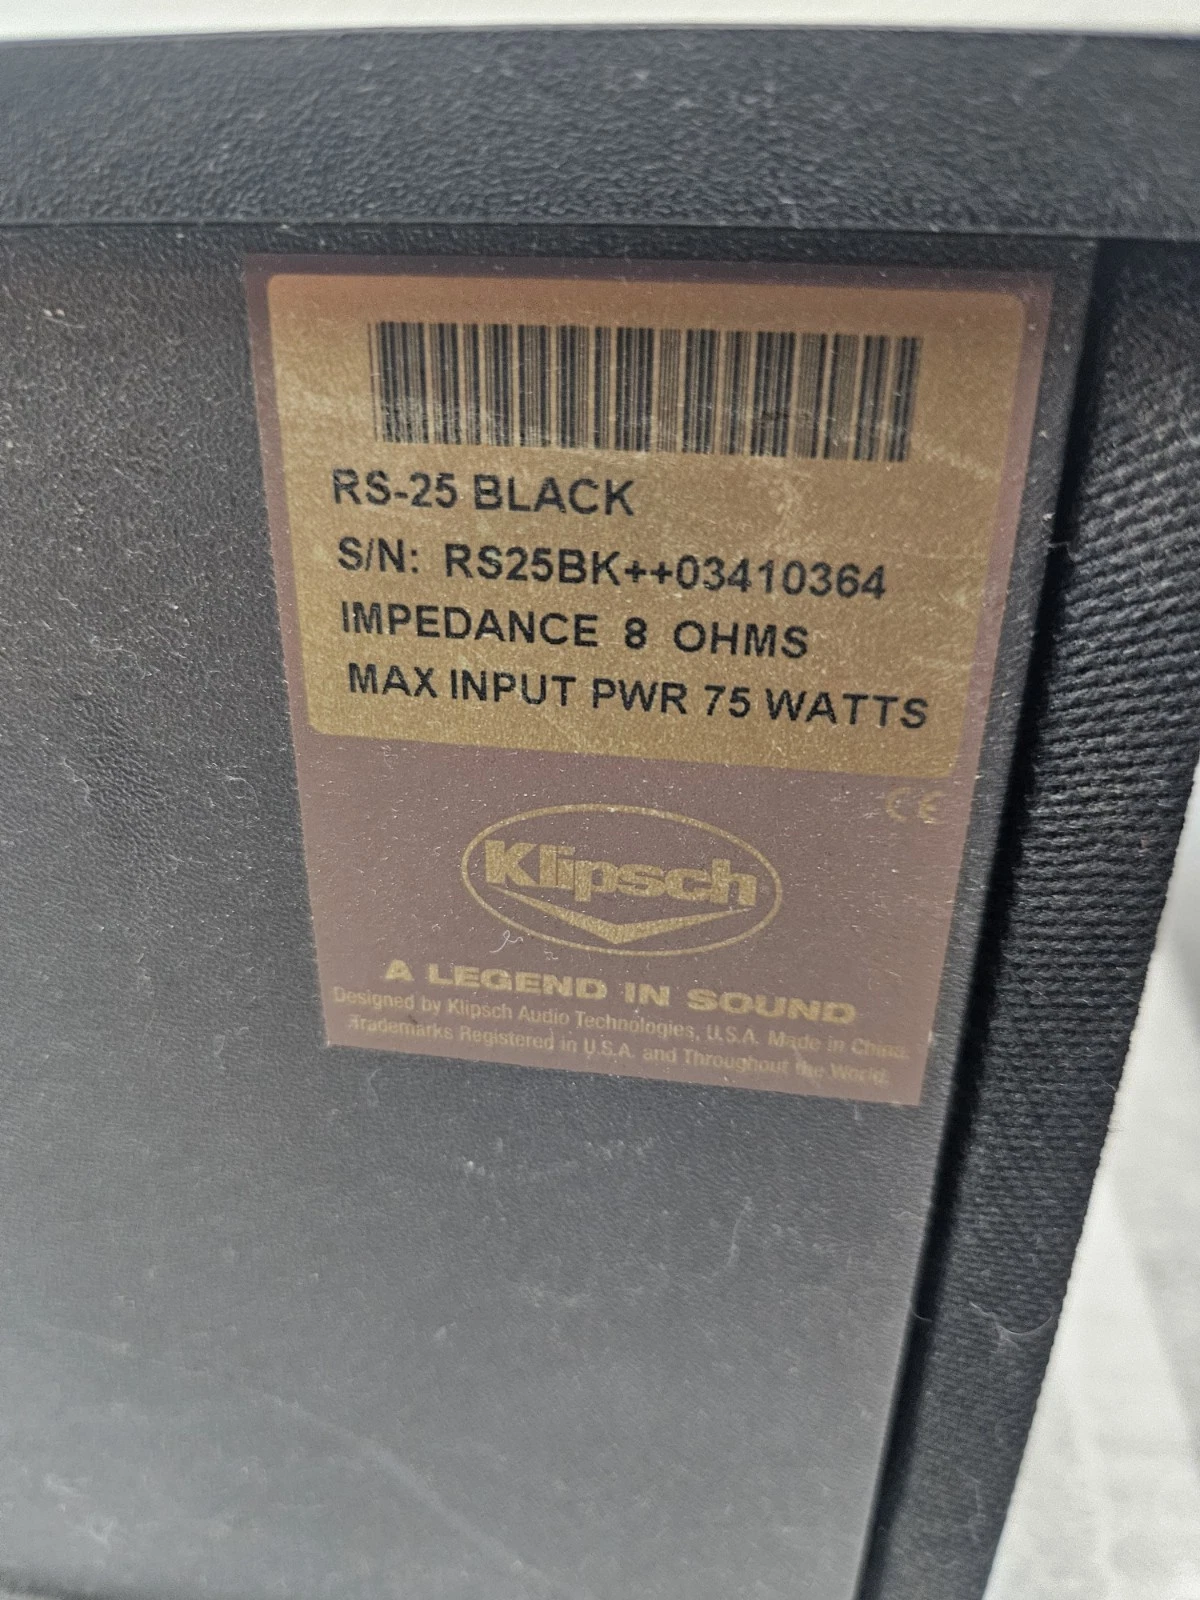 RS-25 BLACK
S/N: RS25BK++03410364
IMPEDANCE 8 OHMS
MAX INPUT PWR 75 WATTS
CE
Klipsch
A LEGEND IN SOUND
Designed by Klipsch Audio Technologies, U.S.A. Made in China.
Trademarks Registered in U.S.A. and Throughout the World.